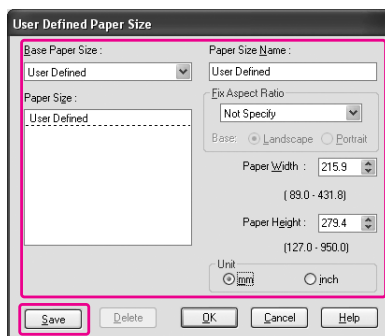 User Defined Paper Size
Base Paper Size :
User Defined
Paper Size :
User Defined
Paper Size Name :
User Defined
Fix Aspect Ratio
Not Specify
Base: Landscape Portrait
Paper Width : 215.9
( 89.0 - 431.8)
Paper Height : 279.4
(127.0 - 950.0)
Unit
mm inch
Save Delete OK Cancel Help